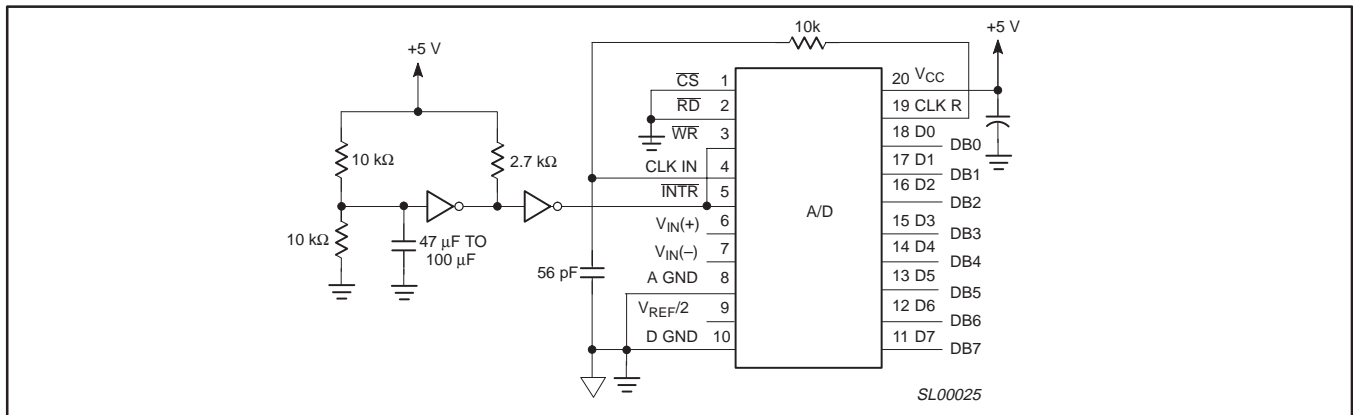 10k
+5 V
+5 V
CS 1
20 VCC
RD 2
19 CLK R
WR 3
18 D0
DB0
10 kΩ
2.7 kΩ
CLK IN 4
17 D1
DB1
INTR 5
16 D2
DB2
A/D
VIN(+) 6
15 D3
DB3
10 kΩ
47 µF TO
100 µF
VIN(–) 7
14 D4
DB4
56 pF
A GND 8
13 D5
DB5
VREF/2 9
12 D6
DB6
D GND 10
11 D7
DB7
SL00025